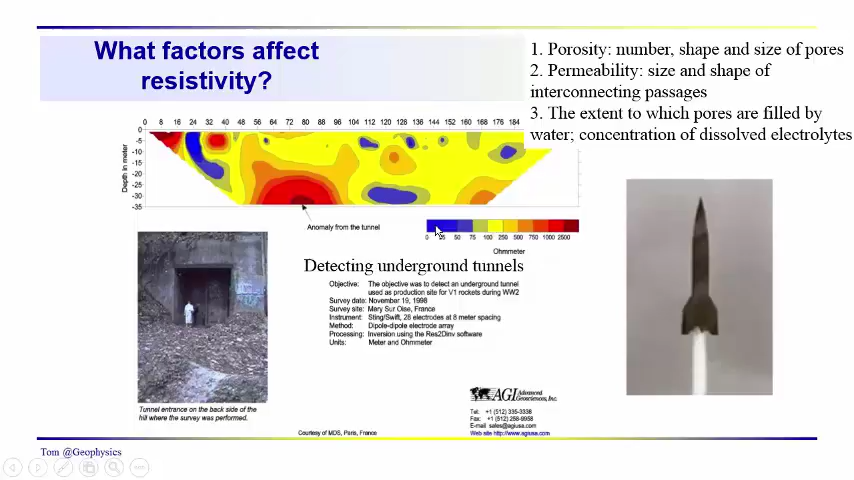 What factors affect
resistivity?
1. Porosity: number, shape and size of pores
2. Permeability: size and shape of
interconnecting passages
3. The extent to which pores are filled by
water; concentration of dissolved electrolytes
0 8 16 24 32 40 48 56 64 72 80 88 96 104 112 120 128 136 144 152 160 168 176 184
Depth in meter
0
-5
-10
-15
-20
-25
-30
-35
Anomaly from the tunnel
0 25 50 75 100 250 500 750 1000 2500
Ohmmeter
Detecting underground tunnels
Objective: The objective was to detect an underground tunnel
used as production site for V1 rockets during WW2
Survey date: November 19, 1998
Survey site: Mary Sur Oise, France
Instrument: Sting/Swift, 28 electrodes at 8 meter spacing
Method: Dipole-dipole electrode array
Processing: Inversion using the Res2Dinv software
Units: Meter and Ohmmeter
Tunnel entrance on the back side of the
hill where the survey was performed.
AGI Advanced
Geosciences, Inc.
Tel: +1 (512) 335-3338
Fax: +1 (512) 258-9958
E-mail sales@agiusa.com
Web site http://www.agiusa.com
Courtesy of MDS, Paris, France
Tom @Geophysics